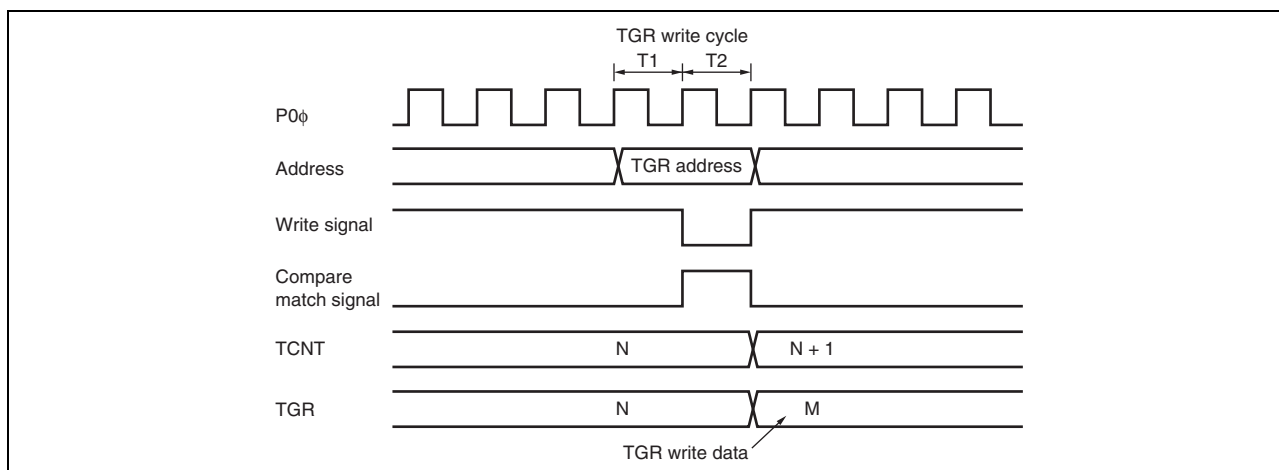 TGR write cycle
T1 T2
P0ϕ
Address TGR address
Write signal
Compare
match signal
TCNT N N + 1
TGR N M
TGR write data